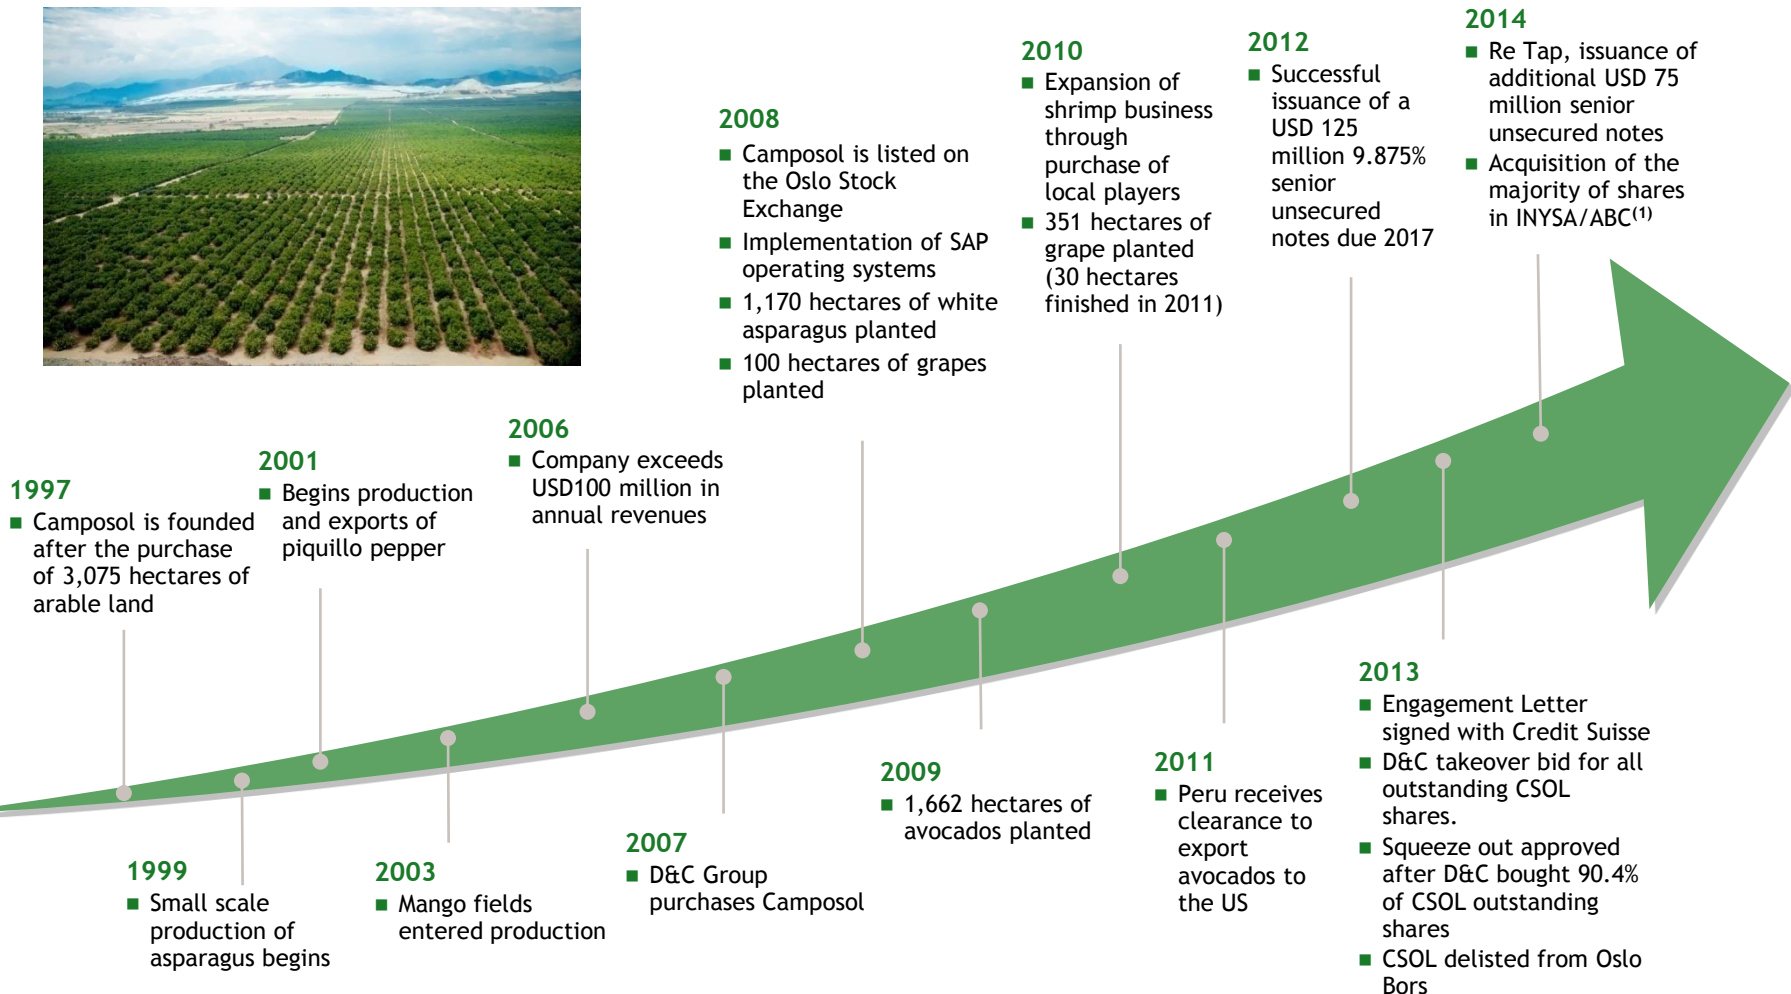 1997
■ Camposol is founded
after the purchase
of 3,075 hectares of
arable land
1999
■ Small scale
production of
asparagus begins
2001
■ Begins production
and exports of
piquillo pepper
2003
■ Mango fields
entered production
2006
■ Company exceeds
USD100 million in
annual revenues
2007
■ D&C Group
purchases Camposol
2008
■ Camposol is listed on
the Oslo Stock
Exchange
■ Implementation of SAP
operating systems
■ 1,170 hectares of white
asparagus planted
■ 100 hectares of grapes
planted
2009
■ 1,662 hectares of
avocados planted
2010
■ Expansion of
shrimp business
through
purchase of
local players
■ 351 hectares of
grape planted
(30 hectares
finished in 2011)
2011
■ Peru receives
clearance to
export
avocados to
the US
2012
■ Successful
issuance of a
USD 125
million 9.875%
senior
unsecured
notes due 2017
2013
■ Engagement Letter
signed with Credit Suisse
■ D&C takeover bid for all
outstanding CSOL
shares.
■ Squeeze out approved
after D&C bought 90.4%
of CSOL outstanding
shares
■ CSOL delisted from Oslo
Bors
2014
■ Re Tap, issuance of
additional USD 75
million senior
unsecured notes
■ Acquisition of the
majority of shares
in INYSA/ABC(1)